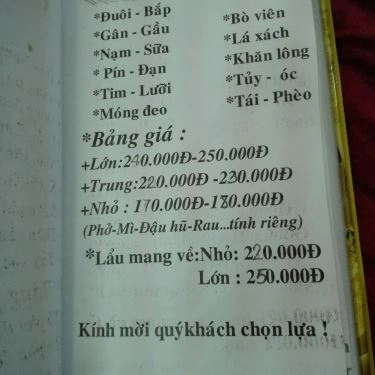 *Đuôi - Bắp
*Bò viên
*Gân - Gầu
*Lá xách
*Nạm - Sữa
*Khăn lông
*Pín - Đạn
*Tủy - óc
*Tim - Lưỡi
*Tái - Phèo
*Móng đeo
*Bảng giá :
+Lớn:240.000Đ-250.000Đ
+Trung:220.000Đ -230.000Đ
+Nhỏ : 170.000Đ-180.000Đ
(Phở-Mì-Đậu hũ-Rau...tính riêng)
*Lẩu mang về:Nhỏ: 220.000Đ
Lớn : 250.000Đ
Kính mời quýkhách chọn lựa !